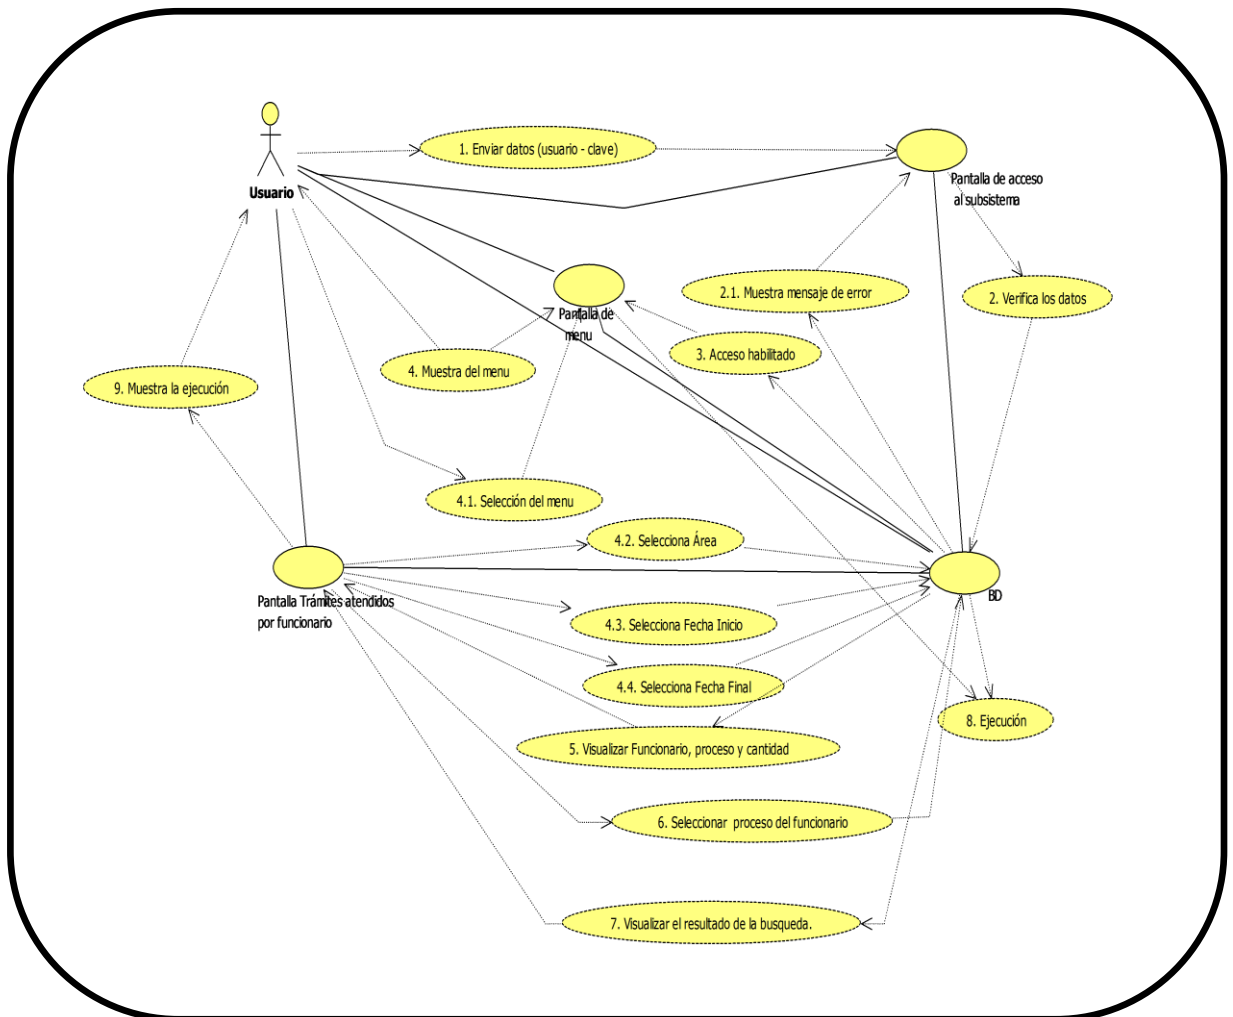 1. Enviar datos (usuario - clave)
Usuario
Pantalla de acceso
al subsistema
2.1. Muestra mensaje de error
2. Verifica los datos
Pantalla de
menu
3. Acceso habilitado
4. Muestra del menu
9. Muestra la ejecución
4.1. Selección del menu
4.2. Selecciona Área
Pantalla Trámites atendidos
por funcionario
BD
4.3. Selecciona Fecha Inicio
4.4. Selecciona Fecha Final
8. Ejecución
5. Visualizar Funcionario, proceso y cantidad
6. Seleccionar proceso del funcionario
7. Visualizar el resultado de la busqueda.